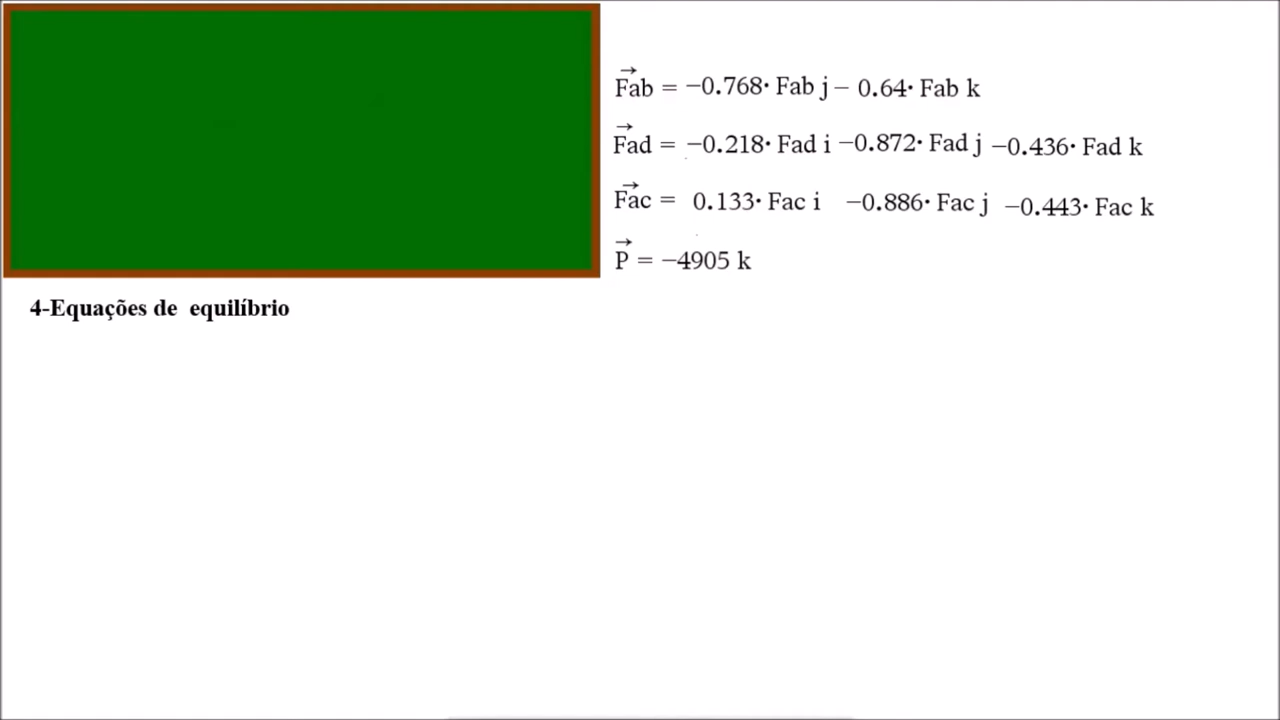 →
Fab = −0.768· Fab j − 0.64· Fab k
→
Fad = −0.218· Fad i −0.872· Fad j −0.436· Fad k
→
Fac = 0.133· Fac i −0.886· Fac j −0.443· Fac k
→
P = −4905 k
4-Equações de equilíbrio